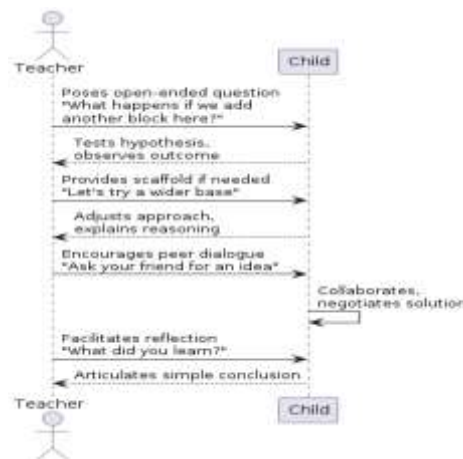 Teacher
Child
Poses open-ended question
"What happens if we add
another block here?"
Tests hypothesis,
observes outcome
Provides scaffold if needed
"Let's try a wider base"
Adjusts approach,
explains reasoning
Encourages peer dialogue
"Ask your friend for an idea"
Collaborates,
negotiates solution
Facilitates reflection
"What did you learn?"
Articulates simple conclusion
Teacher
Child